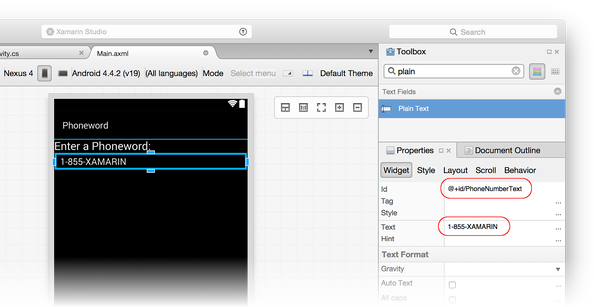 Xamarin Studio
Search
ivity.cs
Main.axml
Toolbox
Nexus 4
Android 4.4.2 (v19)
(All languages)
Mode
Select menu
Default Theme
plain
Text Fields
Plain Text
Phoneword
Enter a Phoneword:
1-855-XAMARIN
Properties
Document Outline
Widget
Style
Layout
Scroll
Behavior
Id
@+id/PhoneNumberText
Tag
...
Style
...
Text
1-855-XAMARIN
...
Hint
...
Text Format
Gravity
Auto Text
...
All caps
...